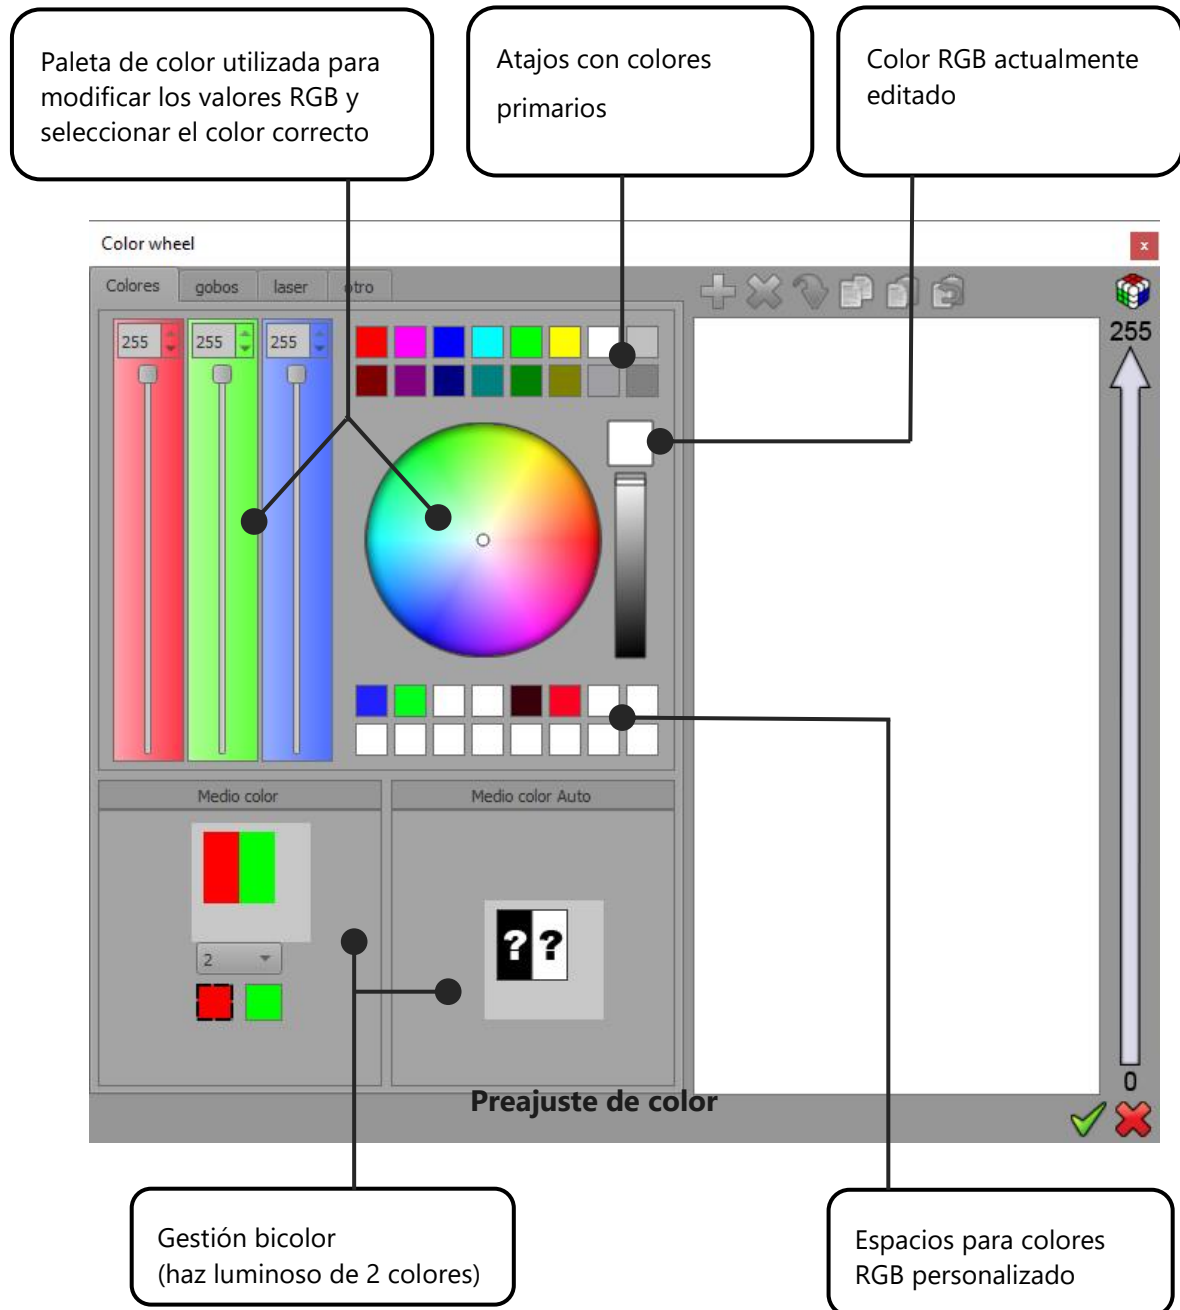 Paleta de color utilizada para
modificar los valores RGB y
seleccionar el color correcto
Atajos con colores
primarios
Color RGB actualmente
editado
Color wheel
x
Colores
gobos
laser
otro
255
255
255
255
Medio color
Medio color Auto
2
? ?
0
Preajuste de color
Gestión bicolor
(haz luminoso de 2 colores)
Espacios para colores
RGB personalizado